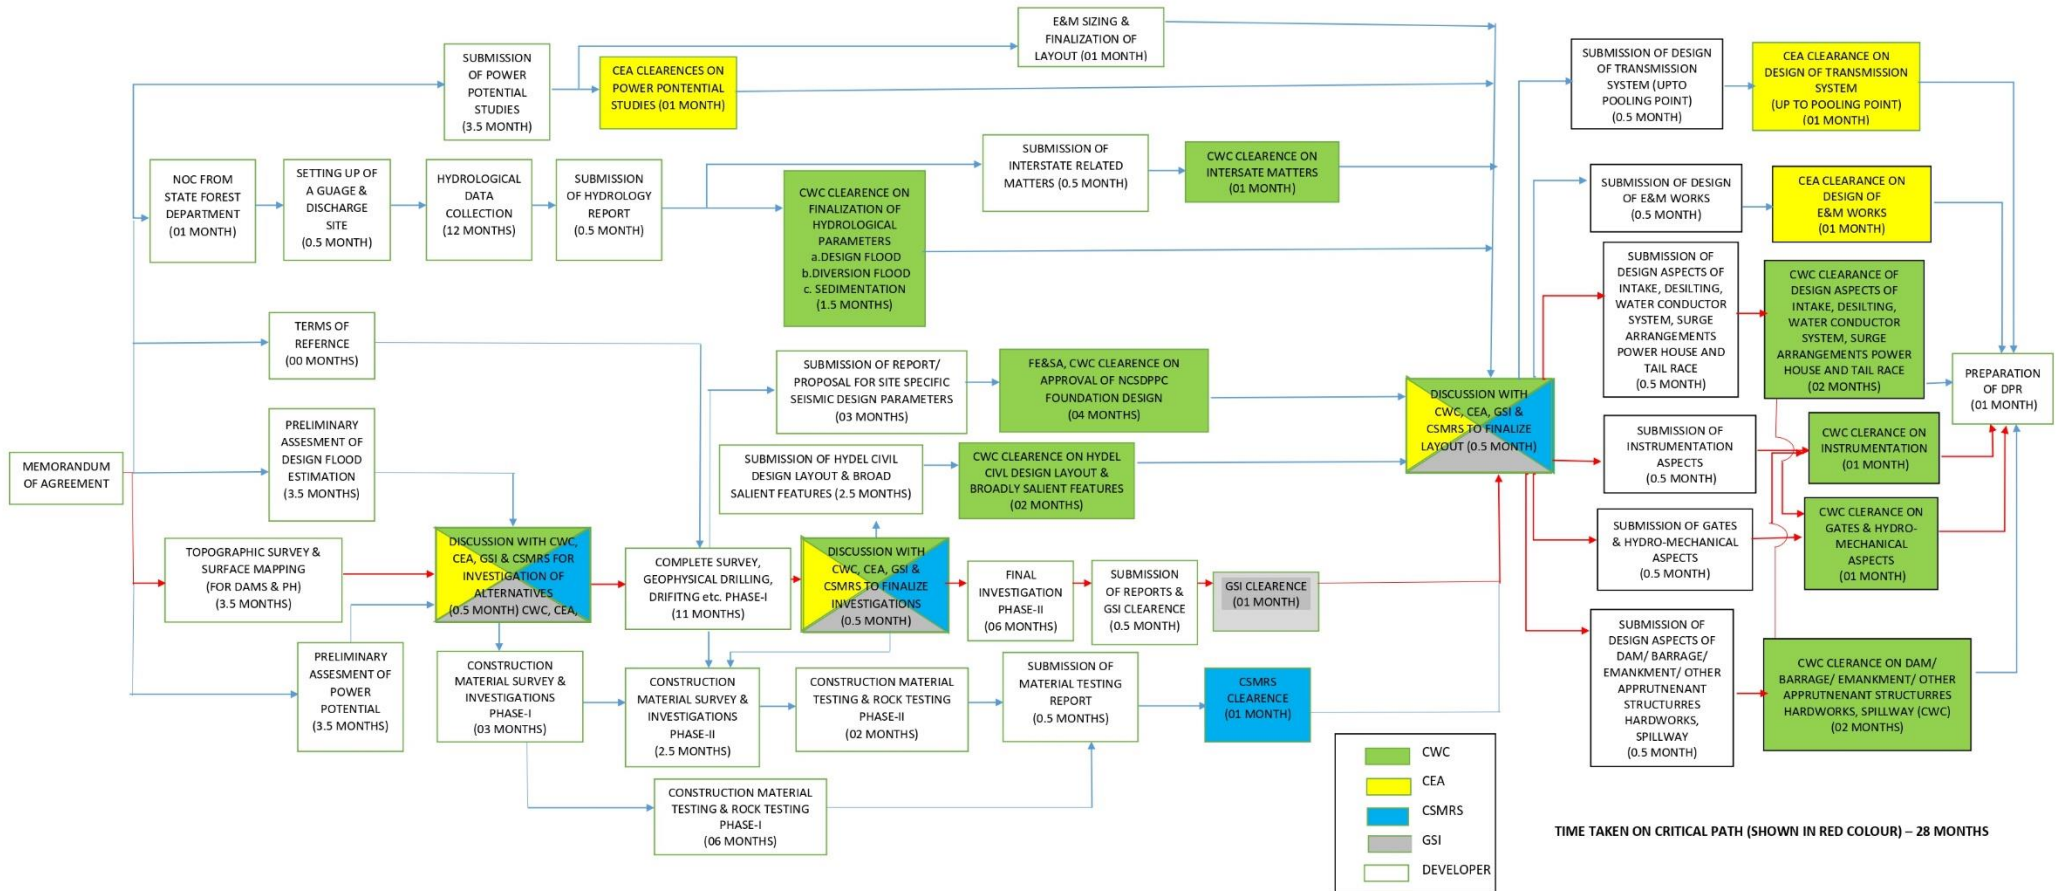 E&M SIZING &
FINALIZATION OF
LAYOUT (01 MONTH)
SUBMISSION
OF POWER
POTENTIAL
STUDIES
(3.5 MONTH)
CEA CLEARENCES ON
POWER PONTENTIAL
STUDIES (01 MONTH)
SUBMISSION OF DESIGN
OF TRANSMISSION
SYSTEM (UPTO
POOLING POINT)
(0.5 MONTH)
CEA CLEARANCE ON
DESIGN OF TRANSMISSION
SYSTEM
(UP TO POOLING POINT)
(01 MONTH)
NOC FROM
STATE FOREST
DEPARTMENT
(01 MONTH)
SETTING UP OF
A GUAGE &
DISCHARGE
SITE
(0.5 MONTH)
HYDROLOGICAL
DATA
COLLECTION
(12 MONTHS)
SUBMISSION
OF HYDROLOGY
REPORT
(0.5 MONTH)
CWC CLEARENCE ON
FINALIZATION OF
HYDROLOGICAL
PARAMETERS
a.DESIGN FLOOD
b.DIVERSION FLOOD
c. SEDIMENTATION
(1.5 MONTHS)
SUBMISSION OF
INTERSTATE RELATED
MATTERS (0.5 MONTH)
CWC CLEARENCE ON
INTERSATE MATTERS
(01 MONTH)
SUBMISSION OF DESIGN
OF E&M WORKS
(0.5 MONTH)
CEA CLEARANCE ON
DESIGN OF
E&M WORKS
(01 MONTH)
SUBMISSION OF
DESIGN ASPECTS OF
INTAKE, DESILTING,
WATER CONDUCTOR
SYSTEM, SURGE
ARRANGEMENTS
POWER HOUSE AND
TAIL RACE
(0.5 MONTH)
CWC CLEARANCE OF
DESIGN ASPECTS OF
INTAKE, DESILTING,
WATER CONDUCTOR
SYSTEM, SURGE
ARRANGEMENTS POWER
HOUSE AND TAIL RACE
(02 MONTHS)
TERMS OF
REFERNCE
(00 MONTHS)
SUBMISSION OF REPORT/
PROPOSAL FOR SITE SPECIFIC
SEISMIC DESIGN PARAMETERS
(03 MONTHS)
FE&SA, CWC CLEARENCE ON
APPROVAL OF NCSDPPC
FOUNDATION DESIGN
(04 MONTHS)
DISCUSSION WITH
CWC, CEA, GSI &
CSMRS TO FINALIZE
LAYOUT (0.5 MONTH)
PREPARATION
OF DPR
(01 MONTH)
MEMORANDUM
OF AGREEMENT
PRELIMINARY
ASSESMENT OF
DESIGN FLOOD
ESTIMATION
(3.5 MONTHS)
SUBMISSION OF HYDEL CIVIL
DESIGN LAYOUT & BROAD
SALIENT FEATURES (2.5 MONTHS)
CWC CLEARANCE ON HYDEL
CIVL DESIGN LAYOUT &
BROADLY SALIENT FEATURES
(02 MONTHS)
SUBMISSION OF
INSTRUMENTATION
ASPECTS
(0.5 MONTH)
CWC CLERANCE ON
INSTRUMENTATION
(01 MONTH)
TOPOGRAPHIC SURVEY &
SURFACE MAPPING
(FOR DAMS & PH)
(3.5 MONTHS)
DISCUSSION WITH CWC,
CEA, GSI & CSMRS FOR
INVESTIGATION OF
ALTERNATIVES
(0.5 MONTH) CWC, CEA,
COMPLETE SURVEY,
GEOPHYSICAL DRILLING,
DRIFITNG etc. PHASE-I
(11 MONTHS)
DISCUSSION WITH
CWC, CEA, GSI &
CSMRS TO FINALIZE
INVESTIGATIONS
(0.5 MONTH)
FINAL
INVESTIGATION
PHASE-II
(06 MONTHS)
SUBMISSION
OF REPORTS &
GSI CLEARENCE
(0.5 MONTH)
GSI CLEARENCE
(01 MONTH)
SUBMISSION OF GATES
& HYDRO-MECHANICAL
ASPECTS
(0.5 MONTH)
CWC CLERANCE ON
GATES & HYDRO-
MECHANICAL
ASPECTS
(01 MONTH)
PRELIMINARY
ASSESMENT OF
POWER
POTENTIAL
(3.5 MONTHS)
CONSTRUCTION
MATERIAL SURVEY &
INVESTIGATIONS
PHASE-I
(03 MONTHS)
CONSTRUCTION
MATERIAL SURVEY &
INVESTIGATIONS
PHASE-II
(2.5 MONTHS)
CONSTRUCTION MATERIAL
TESTING & ROCK TESTING
PHASE-II
(02 MONTHS)
SUBMISSION OF
MATERIAL TESTING
REPORT
(0.5 MONTH)
CSMRS
CLEARENCE
(01 MONTH)
SUBMISSION OF
DESIGN ASPECTS OF
DAM/ BARRAGE/
EMANKMENT/ OTHER
APPRUTNENANT
STRUCTURRES
HARDWORKS,
SPILLWAY
(0.5 MONTH)
CWC CLERANCE ON DAM/
BARRAGE/ EMANKMENT/ OTHER
APPRUTNENANT STRUCTURRES
HARDWORKS, SPILLWAY (CWC)
(02 MONTHS)
CONSTRUCTION MATERIAL
TESTING & ROCK TESTING
PHASE-I
(06 MONTHS)
CWC
CEA
CSMRS
GSI
DEVELOPER
TIME TAKEN ON CRITICAL PATH (SHOWN IN RED COLOUR) – 28 MONTHS